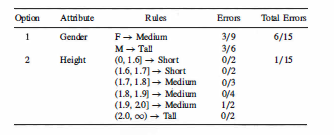 Option Attribute Rules Errors Total Errors
1 Gender F → Medium 3/9 6/15
M → Tall 3/6
2 Height (0, 1.6] → Short 0/2 1/15
(1.6, 1.7] → Short 0/2
(1.7, 1.8] → Medium 0/3
(1.8, 1.9] → Medium 0/4
(1.9, 2.0] → Medium 1/2
(2.0, ∞) → Tall 0/2